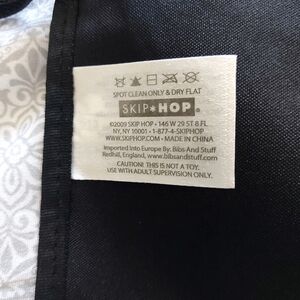 SPOT CLEAN ONLY & DRY FLAT
SKIP*HOP
©2009 SKIP HOP • 146 W 29 ST 8 FL
NY, NY 10001 • 1-877-4-SKIPHOP
WWW.SKIPHOP.COM • MADE IN CHINA
Imported Into Europe By: Bibs And Stuff
Redhill, England, www.bibsandstuff.com
CAUTION! THIS IS NOT A TOY.
USE WITH ADULT SUPERVISION ONLY.